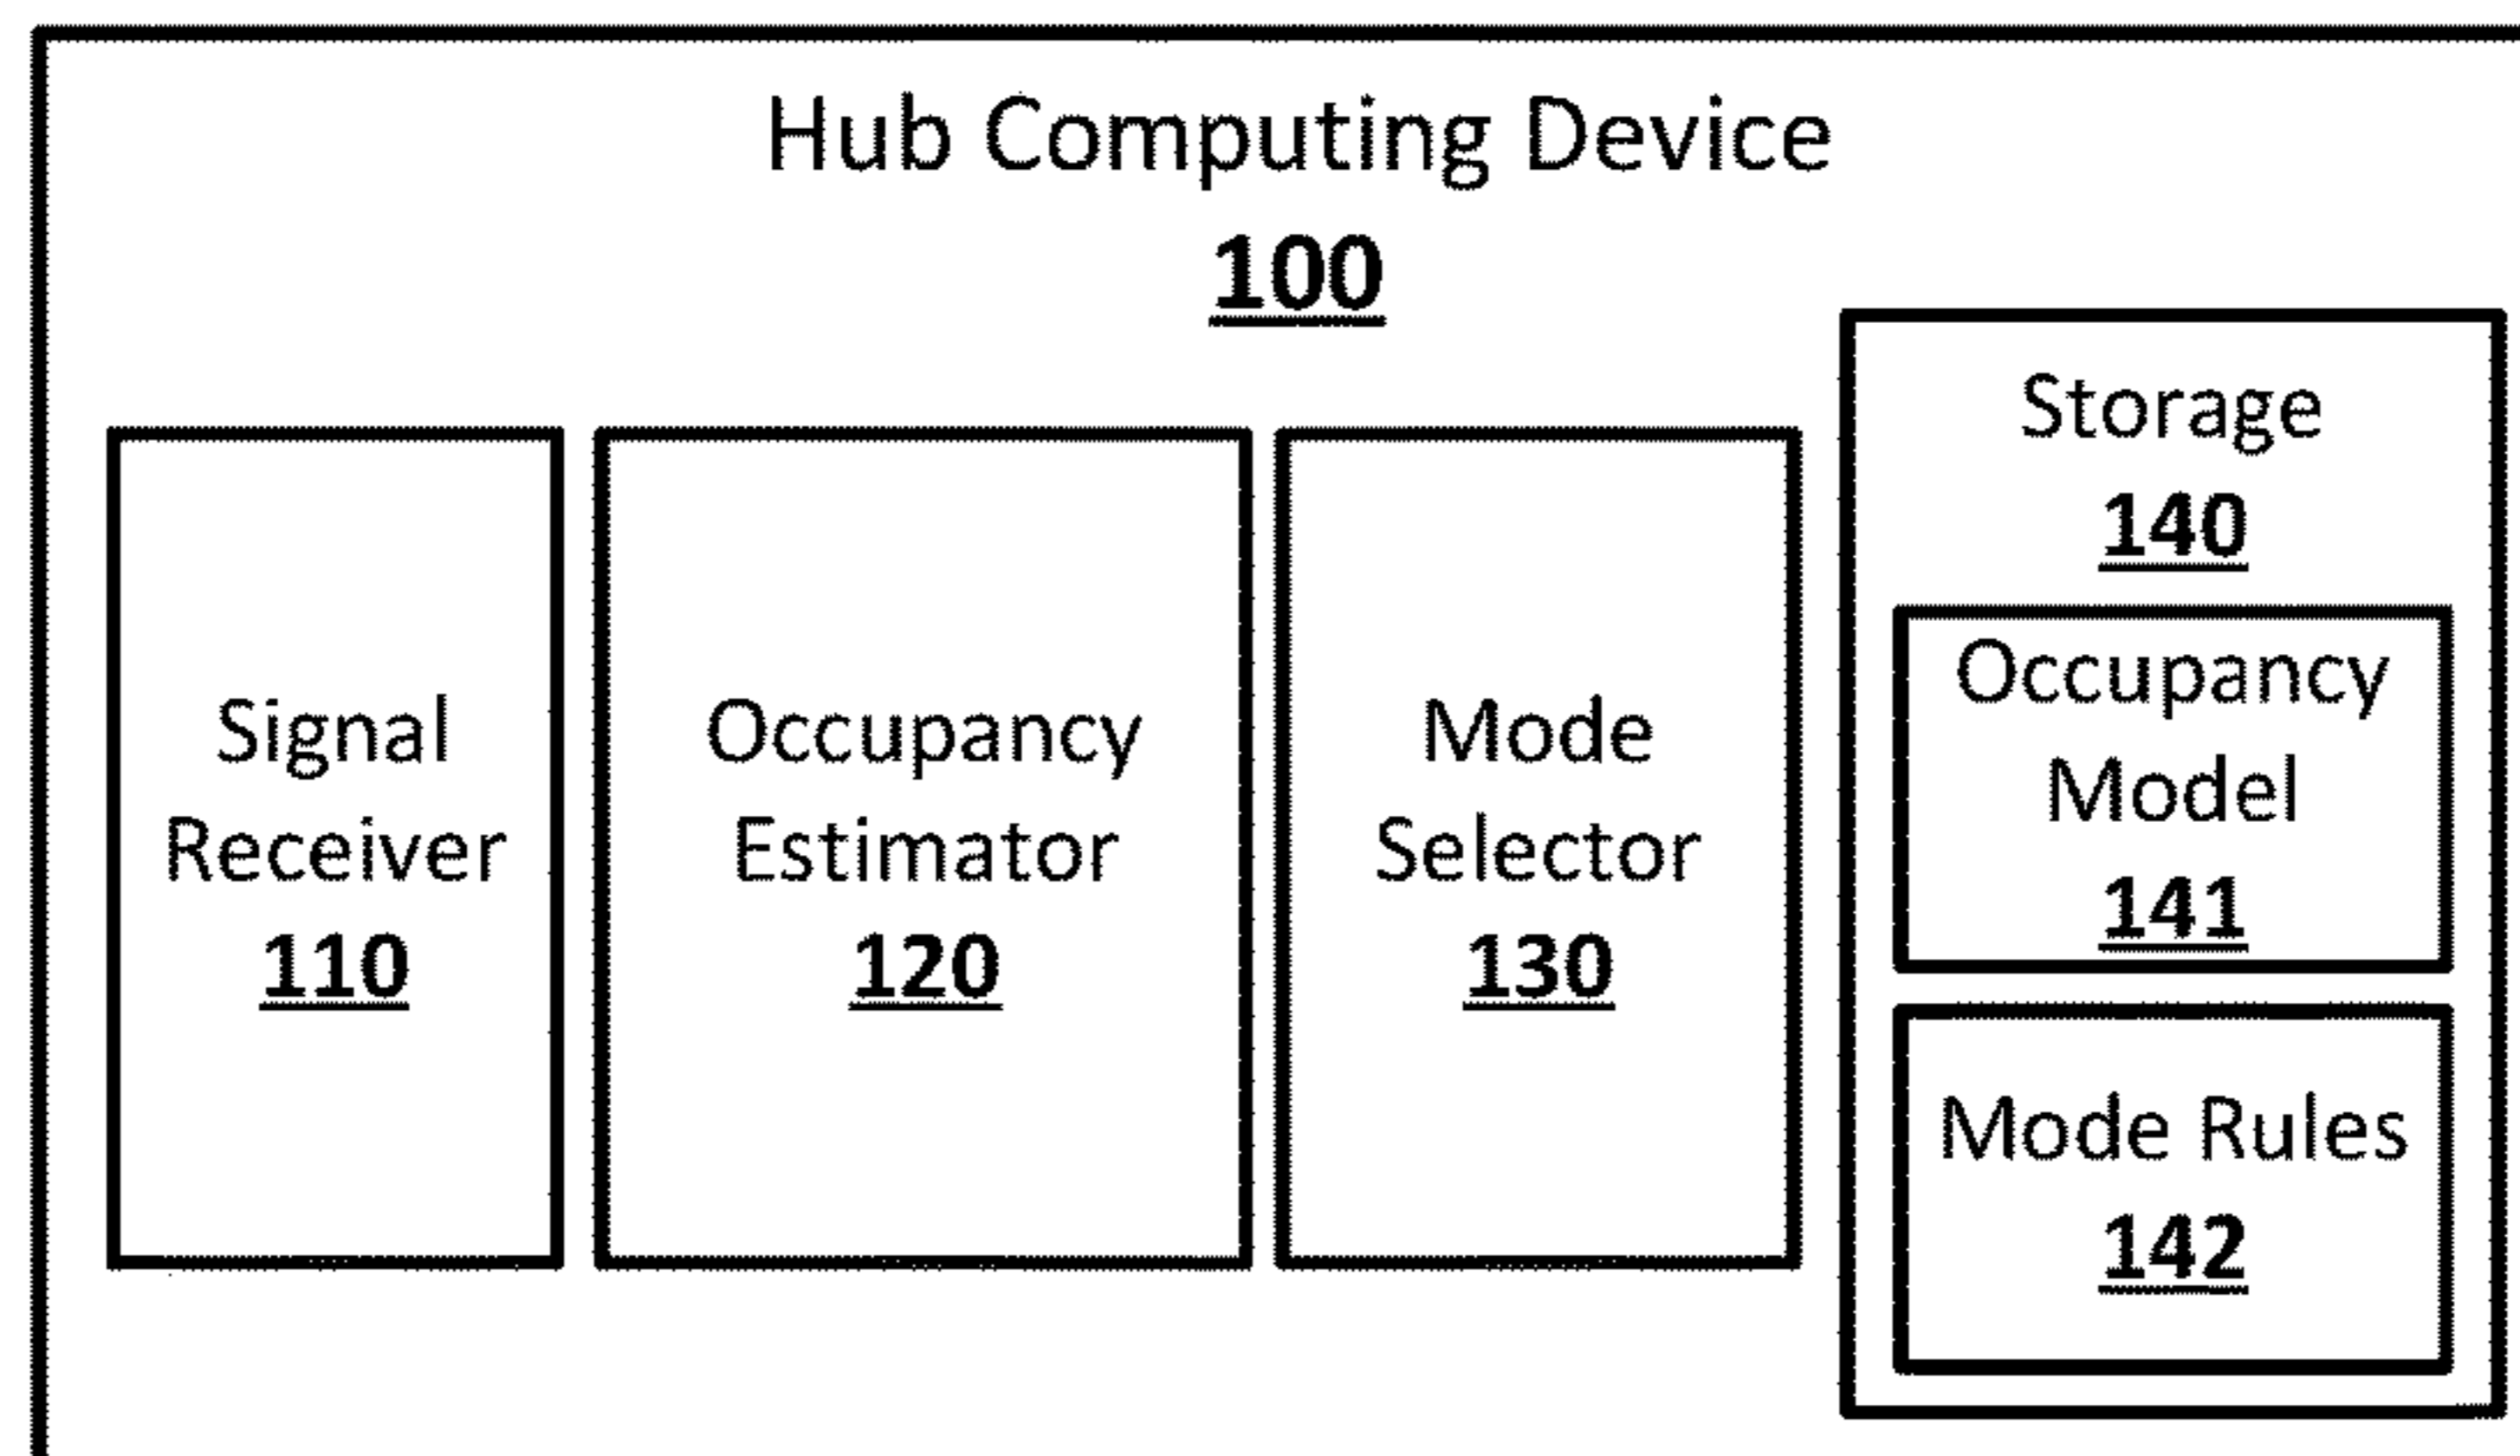 Hub Computing Device
100
Signal
Receiver
110
Occupancy
Estimator
120
Mode
Selector
130
Storage
140
Occupancy
Model
141
Mode Rules
142